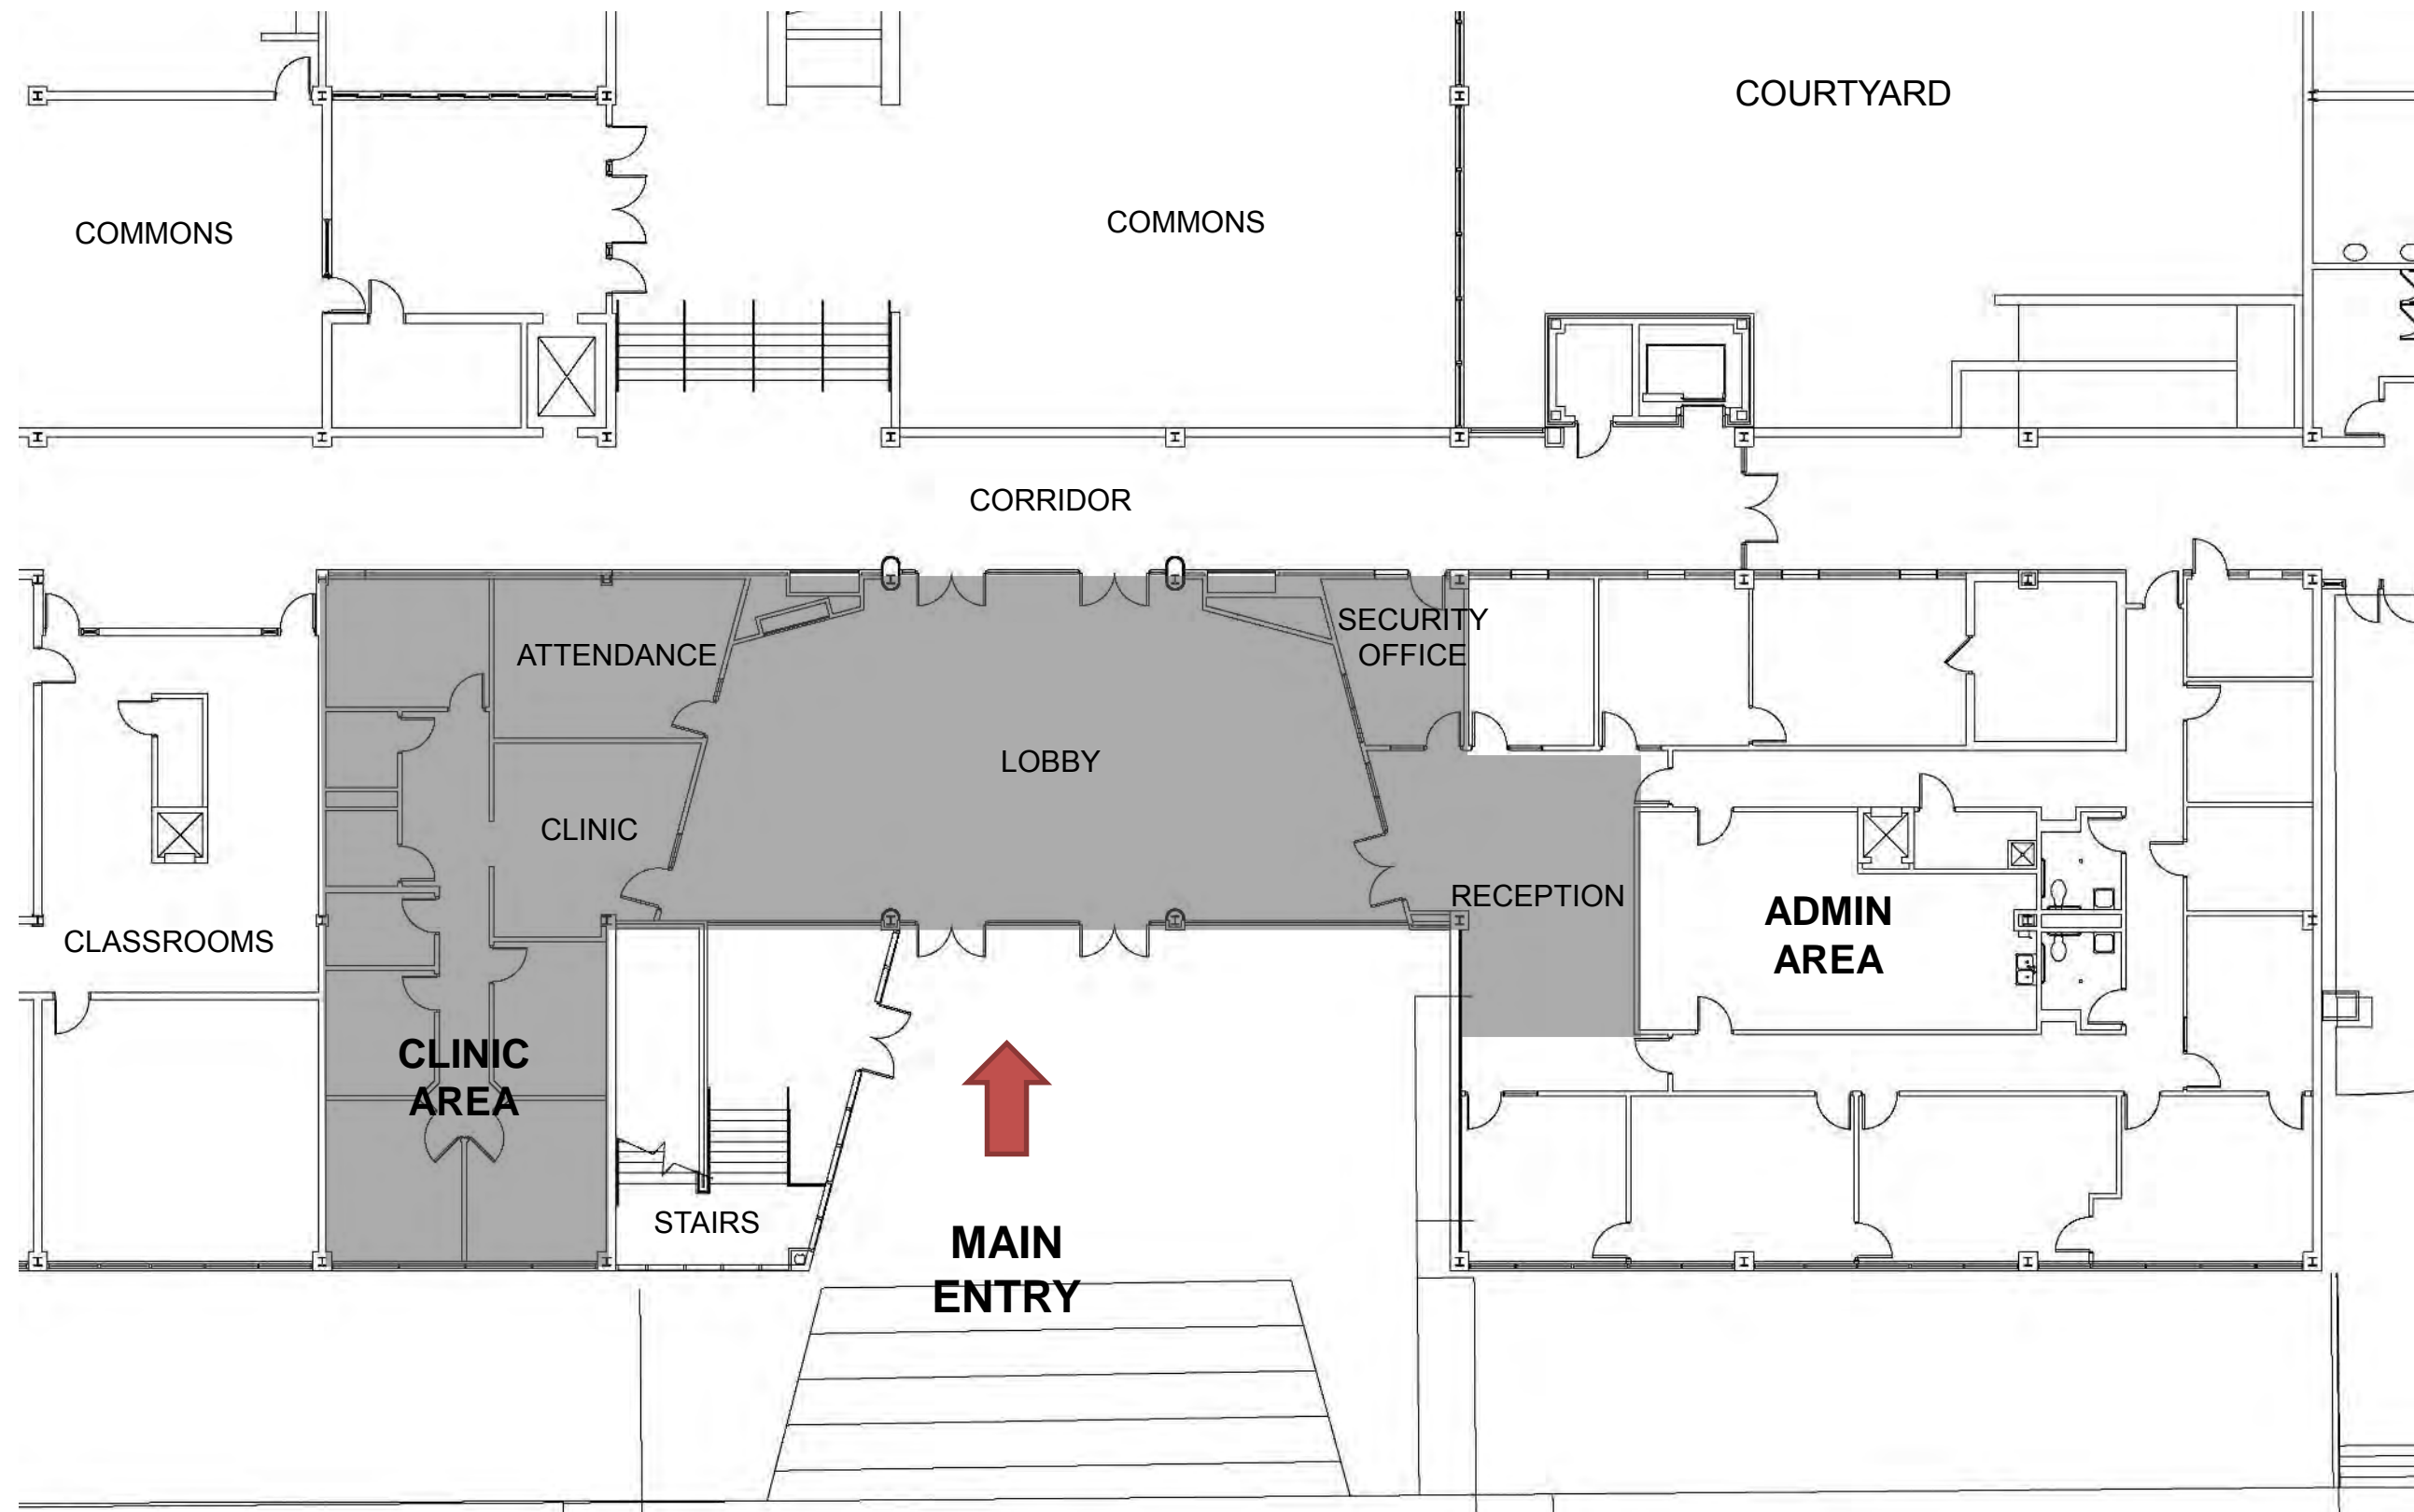 COURTYARD
COMMONS
COMMONS
CORRIDOR
SECURITY
OFFICE
ATTENDANCE
LOBBY
CLINIC
RECEPTION
ADMIN
AREA
CLASSROOMS
CLINIC
AREA
STAIRS
MAIN
ENTRY